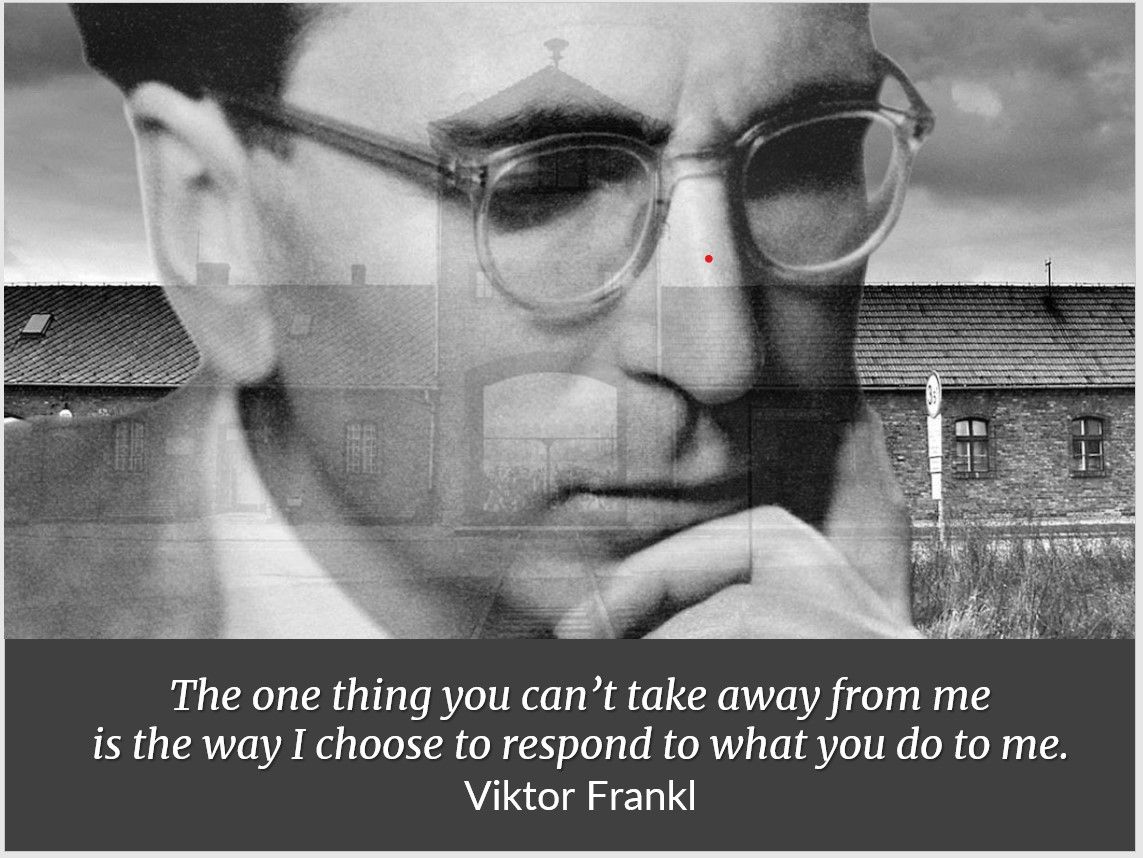 The one thing you can’t take away from me
is the way I choose to respond to what you do to me.
Viktor Frankl